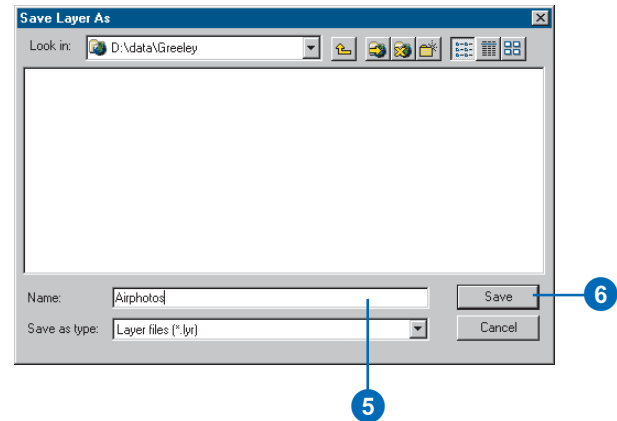 Save Layer As
Look in: D:\data\Greeley
Name: Airphotos
Save
6
Save as type: Layer files (*.lyr)
Cancel
5